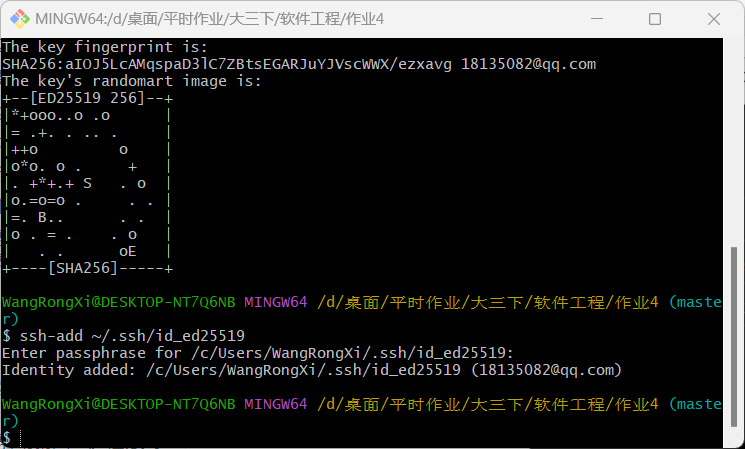 MINGW64:/d/桌面/平时作业/大三下/软件工程/作业4
The key fingerprint is:
SHA256:aIOJ5LcAMqspaD3lC7ZBtsEGARJuYJVscWWX/ezxavg 18135082@qq.com
The key's randomart image is:
+--[ED25519 256]--+
|*+ooo..o .o      |
|= .+. . .. .     |
|++o         o    |
|o*o. o .     +   |
|. +*+.+ S   . o  |
|o.=o=o .     . . |
|=. B..      . .  |
|o . = .    . o   |
|   . .      oE   |
+----[SHA256]-----+
WangRongXi@DESKTOP-NT7Q6NB MINGW64 /d/桌面/平时作业/大三下/软件工程/作业4 (maste
r)
$ ssh-add ~/.ssh/id_ed25519
Enter passphrase for /c/Users/WangRongXi/.ssh/id_ed25519:
Identity added: /c/Users/WangRongXi/.ssh/id_ed25519 (18135082@qq.com)
WangRongXi@DESKTOP-NT7Q6NB MINGW64 /d/桌面/平时作业/大三下/软件工程/作业4 (maste
r)
$